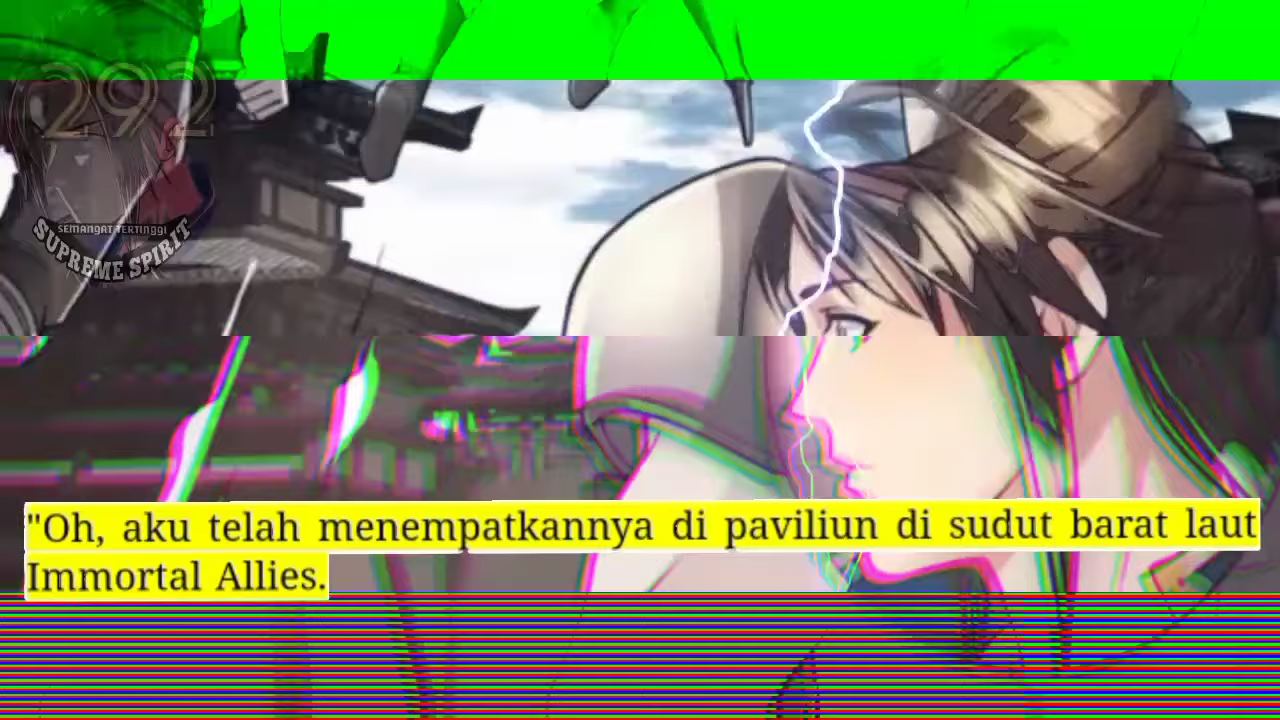 292
SEMANGAT TERTINGGI
SUPREME SPIRIT
"Oh, aku telah menempatkannya di paviliun di sudut barat laut
Immortal Allies.